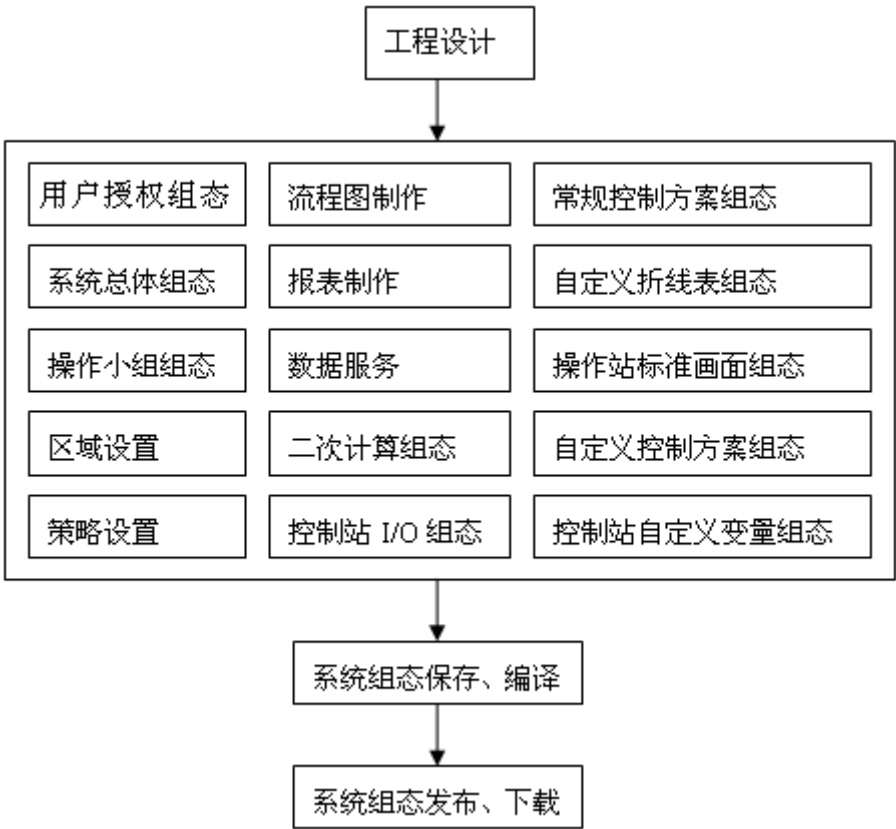 工程设计
用户授权组态
流程图制作
常规控制方案组态
系统总体组态
报表制作
自定义折线表组态
操作小组组态
数据服务
操作站标准画面组态
区域设置
二次计算组态
自定义控制方案组态
策略设置
控制站 I/O 组态
控制站自定义变量组态
系统组态保存、编译
系统组态发布、下载